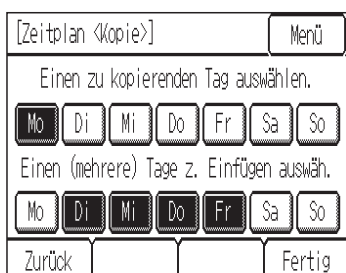 [Zeitplan <Kopie>] Menü
Einen zu kopierenden Tag auswählen.
Mo Di Mi Do Fr Sa So
Einen (mehrere) Tage z. Einfügen auswäh.
Mo Di Mi Do Fr Sa So
Zurück Fertig